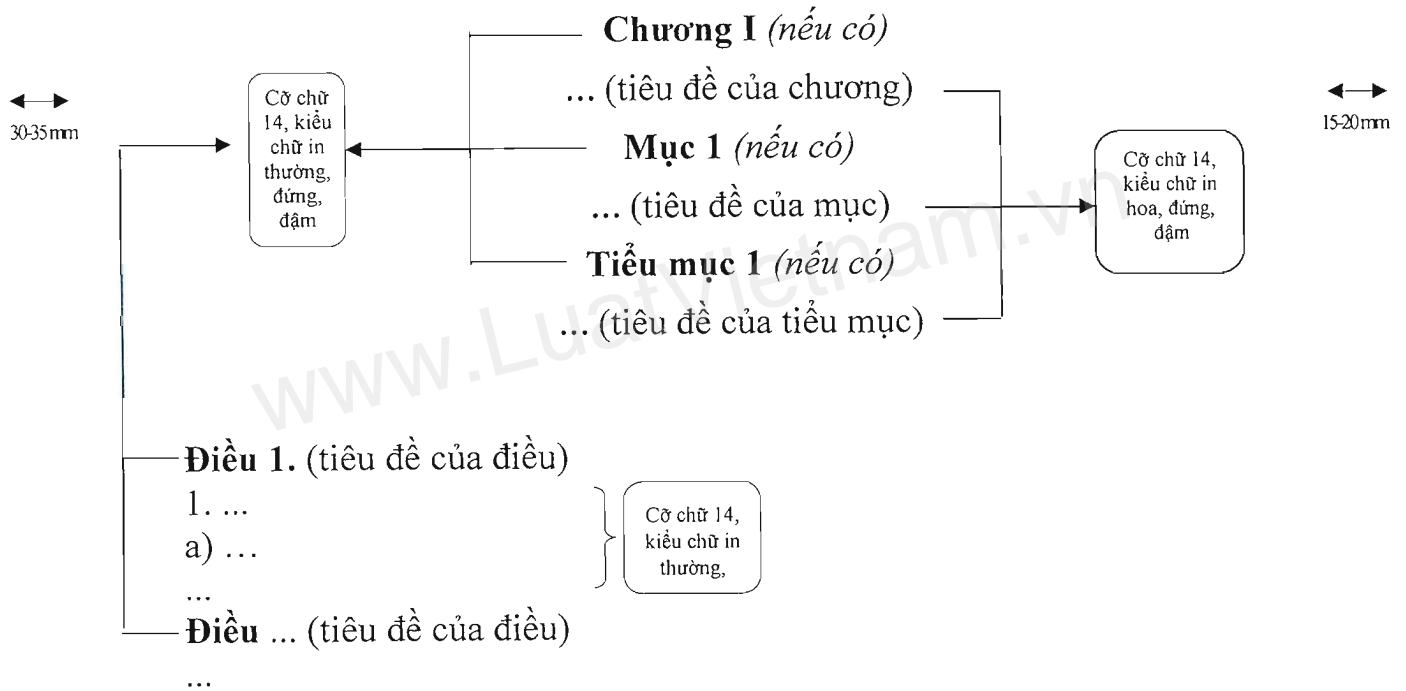 Chương I (nếu có)
... (tiêu đề của chương)
30-35mm
Cỡ chữ
14, kiểu
chữ in
thường,
đứng,
đậm
15-20mm
Mục 1 (nếu có)
... (tiêu đề của mục)
Cỡ chữ 14,
kiểu chữ in
hoa, đứng,
đậm
Tiểu mục 1 (nếu có)
... (tiêu đề của tiểu mục)
www.LuatVietnam.vn
Điều 1. (tiêu đề của điều)
1. ...
a) ...
...
Cỡ chữ 14,
kiểu chữ in
thường,
Điều ... (tiêu đề của điều)
...